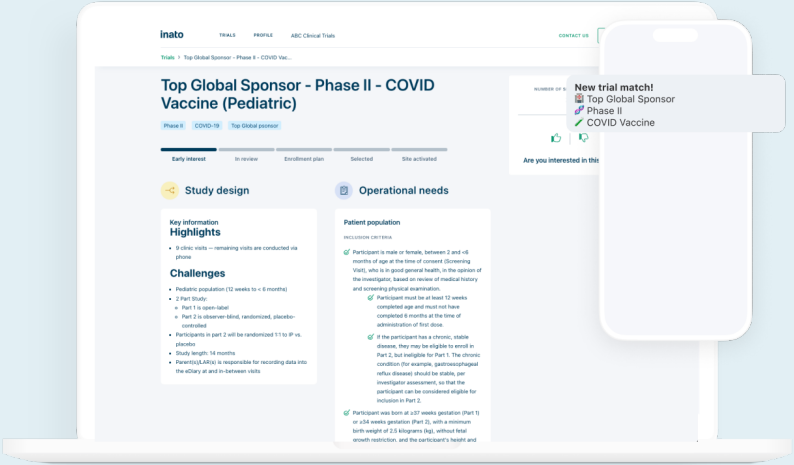 inato
TRIALS
PROFILE
ABC Clinical Trials
CONTACT US
Trials > Top Global Sponsor - Phase II - COVID Vac...
Top Global Sponsor - Phase II - COVID
Vaccine (Pediatric)
Phase II
COVID-19
Top Global psonsor
Early interest
In review
Enrollment plan
Selected
Site activated
NUMBER OF S
Are you interested in this
New trial match!
Top Global Sponsor
Phase II
COVID Vaccine
Study design
Key information
Highlights
• 9 clinic visits — remaining visits are conducted via
phone
Challenges
• Pediatric population (12 weeks to < 6 months)
• 2 Part Study:
Part 1 is open-label
Part 2 is observer-blind, randomized, placebo-
controlled
• Participants in part 2 will be randomized 1:1 to IP vs.
placebo
• Study length: 14 months
• Parent(s)/LAR(s) is responsible for recording data into
the eDiary at and in-between visits
Operational needs
Patient population
INCLUSION CRITERIA
Participant is male or female, between 2 and <6
months of age at the time of consent (Screening
Visit), who is in good general health, in the opinion of
the investigator, based on review of medical history
and screening physical examination.
Participant must be at least 12 weeks
completed age and must not have
completed 6 months at the time of
administration of first dose.
If the participant has a chronic, stable
disease, they may be eligible to enroll in
Part 2, but ineligible for Part 1. The chronic
condition (for example, gastroesophageal
reflux disease) should be stable, per
investigator assessment, so that the
participant can be considered eligible for
inclusion in Part 2.
Participant was born at ≥37 weeks gestation (Part 1)
or ≥34 weeks gestation (Part 2), with a minimum
birth weight of 2.5 kilograms (kg), without fetal
growth restriction, and the participant's height and